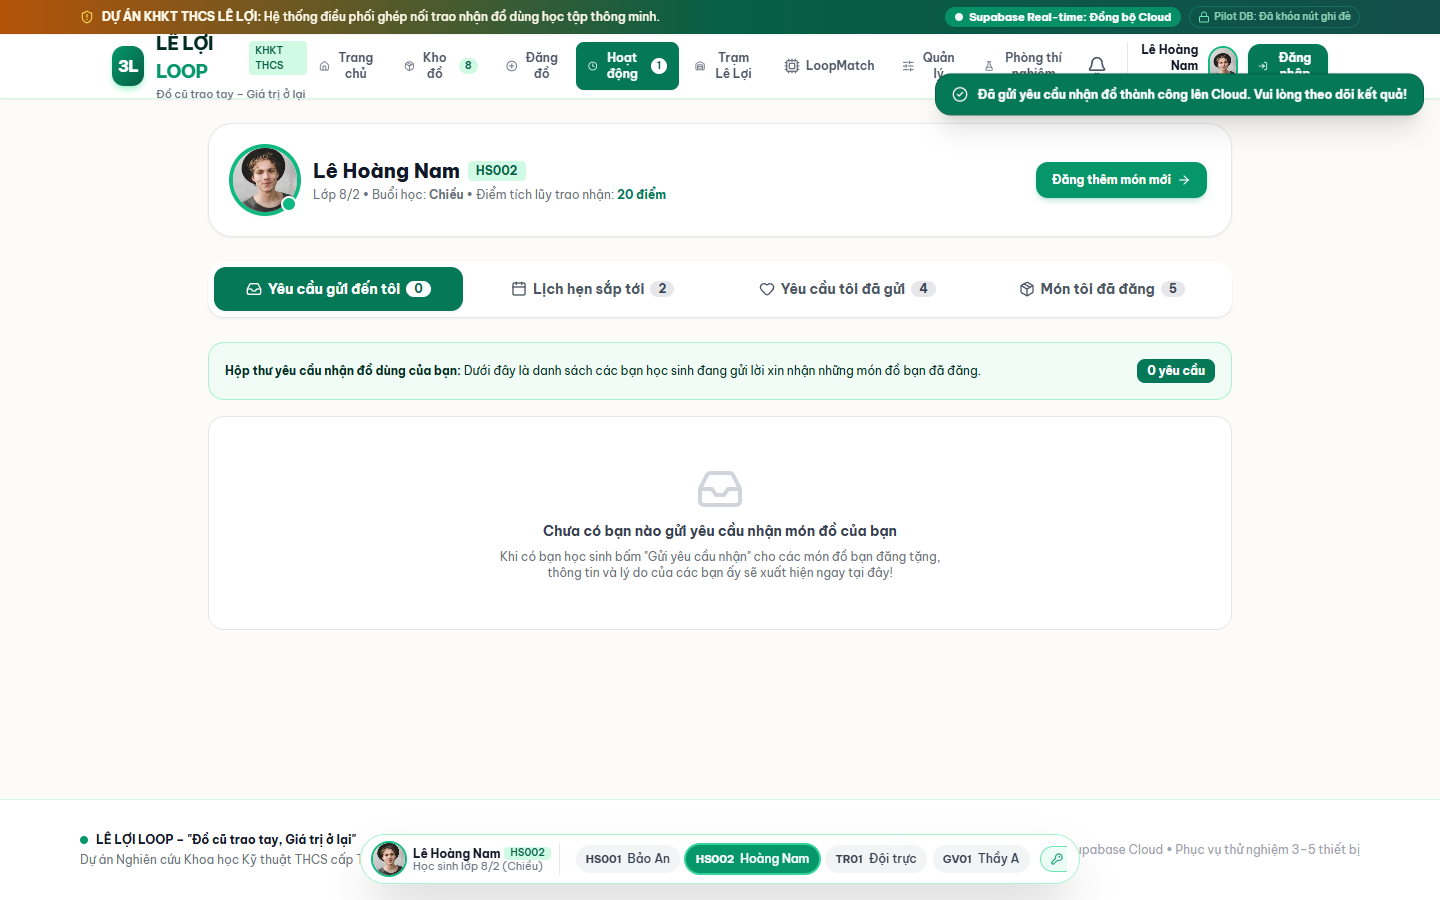 DỰ ÁN KHKT THCS LÊ LỢI: Hệ thống điều phối ghép nối trao nhận đồ dùng học tập thông minh.
Supabase Real-time: Đồng bộ Cloud
Pilot DB: Đã khóa nút ghi đè
3L
LÊ LỢI
LOOP
KHKT
THCS
Đồ cũ trao tay – Giá trị ở lại
Trang
chủ
Kho
đồ
8
Đăng
đồ
Hoạt
động
1
Trạm
Lê Lợi
LoopMatch
Quản
lý
Phòng thí
nghiệm
Lê Hoàng
Nam
Đăng
nhập
Đã gửi yêu cầu nhận đồ thành công lên Cloud. Vui lòng theo dõi kết quả!
Lê Hoàng Nam HS002
Lớp 8/2 • Buổi học: Chiều • Điểm tích lũy trao nhận: 20 điểm
Đăng thêm món mới
Yêu cầu gửi đến tôi 0
Lịch hẹn sắp tới 2
Yêu cầu tôi đã gửi 4
Món tôi đã đăng 5
Hộp thư yêu cầu nhận đồ dùng của bạn: Dưới đây là danh sách các bạn học sinh đang gửi lời xin nhận những món đồ bạn đã đăng.
0 yêu cầu
Chưa có bạn nào gửi yêu cầu nhận món đồ của bạn
Khi có bạn học sinh bấm "Gửi yêu cầu nhận" cho các món đồ bạn đăng tặng,
thông tin và lý do của các bạn ấy sẽ xuất hiện ngay tại đây!
LÊ LỢI LOOP – "Đồ cũ trao tay, Giá trị ở lại"
Dự án Nghiên cứu Khoa học Kỹ thuật THCS cấp
Lê Hoàng Nam HS002
Học sinh lớp 8/2 (Chiều)
HS001 Bảo An
HS002 Hoàng Nam
TR01 Đội trực
GV01 Thầy A
upabase Cloud • Phục vụ thử nghiệm 3–5 thiết bị